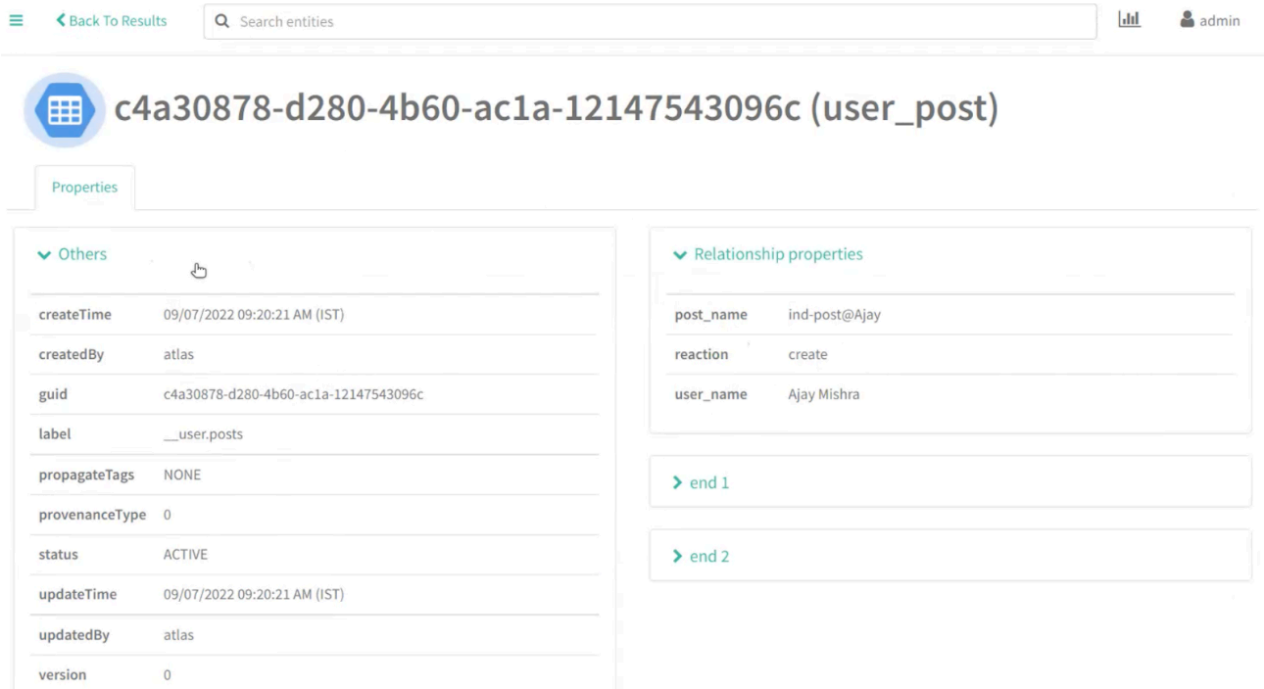 Back To Results
Search entities
admin
c4a30878-d280-4b60-ac1a-12147543096c (user_post)
Properties
Others
createTime 09/07/2022 09:20:21 AM (IST)
createdBy atlas
guid c4a30878-d280-4b60-ac1a-12147543096c
label __user.posts
propagateTags NONE
provenanceType 0
status ACTIVE
updateTime 09/07/2022 09:20:21 AM (IST)
updatedBy atlas
version 0
Relationship properties
post_name ind-post@Ajay
reaction create
user_name Ajay Mishra
end 1
end 2